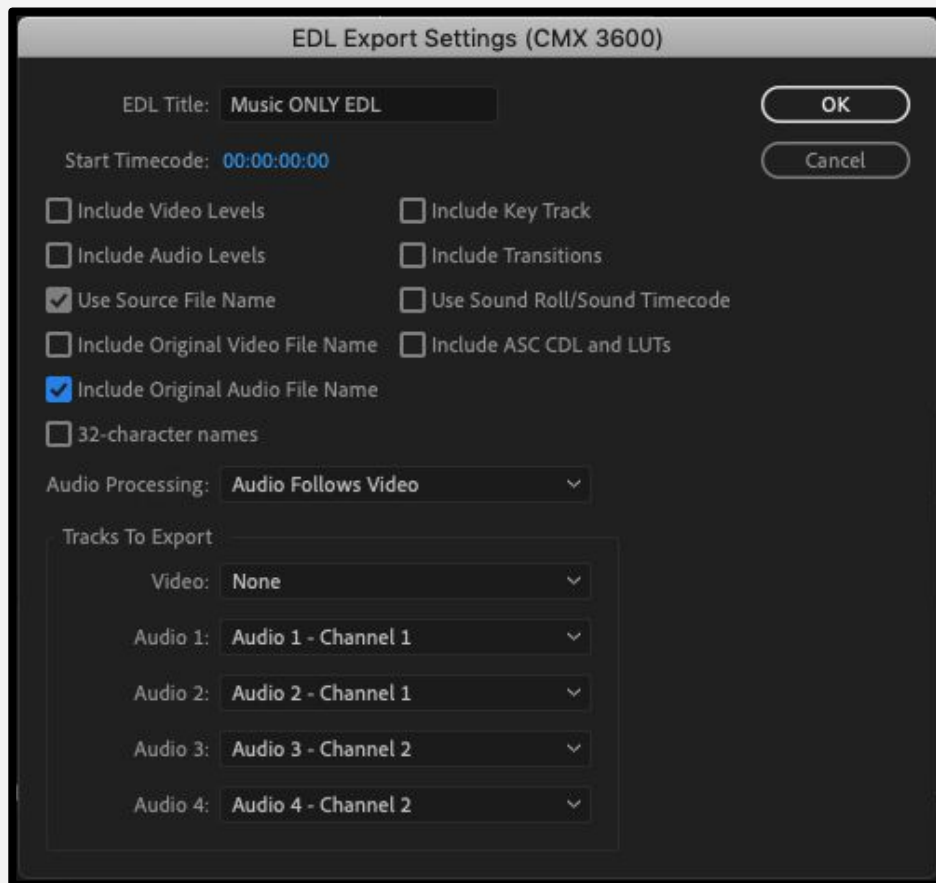 EDL Export Settings (CMX 3600)
EDL Title: Music ONLY EDL
OK
Start Timecode: 00:00:00:00
Cancel
Include Video Levels
Include Key Track
Include Audio Levels
Include Transitions
Use Source File Name
Use Sound Roll/Sound Timecode
Include Original Video File Name
Include ASC CDL and LUTs
Include Original Audio File Name
32-character names
Audio Processing: Audio Follows Video
Tracks To Export
Video: None
Audio 1: Audio 1 - Channel 1
Audio 2: Audio 2 - Channel 1
Audio 3: Audio 3 - Channel 2
Audio 4: Audio 4 - Channel 2